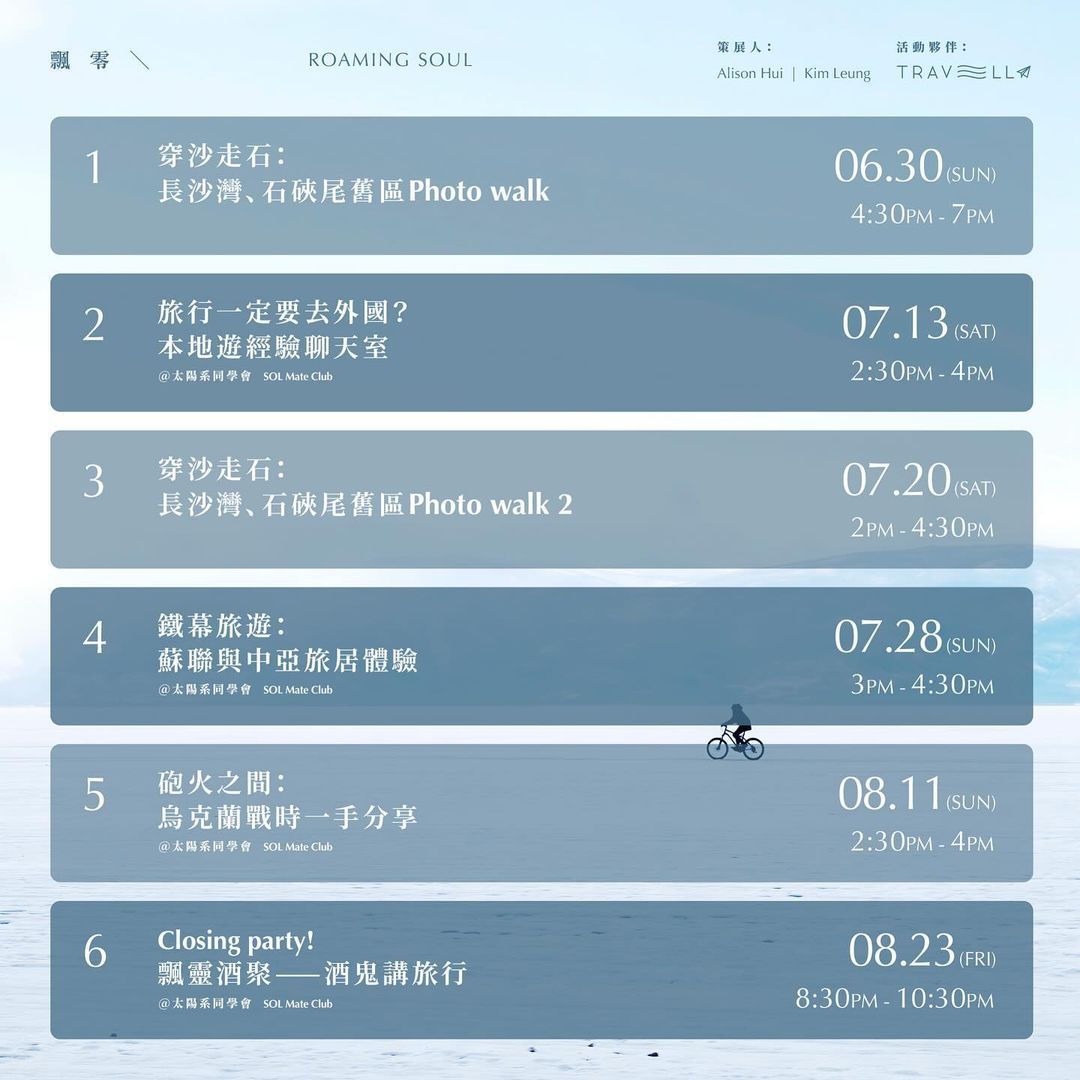 飄零＼
ROAMING SOUL
策展人：
Alison Hui | Kim Leung
活動夥伴：
TRAVELL
1
穿沙走石：
長沙灣、石硤尾舊區Photo walk
06.30(SUN)
4:30PM - 7PM
2
旅行一定要去外國？
本地遊經驗聊天室
@太陽系同學會 SOL Mate Club
07.13(SAT)
2:30PM - 4PM
3
穿沙走石：
長沙灣、石硤尾舊區Photo walk 2
07.20(SAT)
2PM - 4:30PM
4
鐵幕旅遊：
蘇聯與中亞旅居體驗
@太陽系同學會 SOL Mate Club
07.28(SUN)
3PM - 4:30PM
5
砲火之間：
烏克蘭戰時一手分享
@太陽系同學會 SOL Mate Club
08.11(SUN)
2:30PM - 4PM
6
Closing party!
飄靈酒聚——酒鬼講旅行
@太陽系同學會 SOL Mate Club
08.23(FRI)
8:30PM - 10:30PM